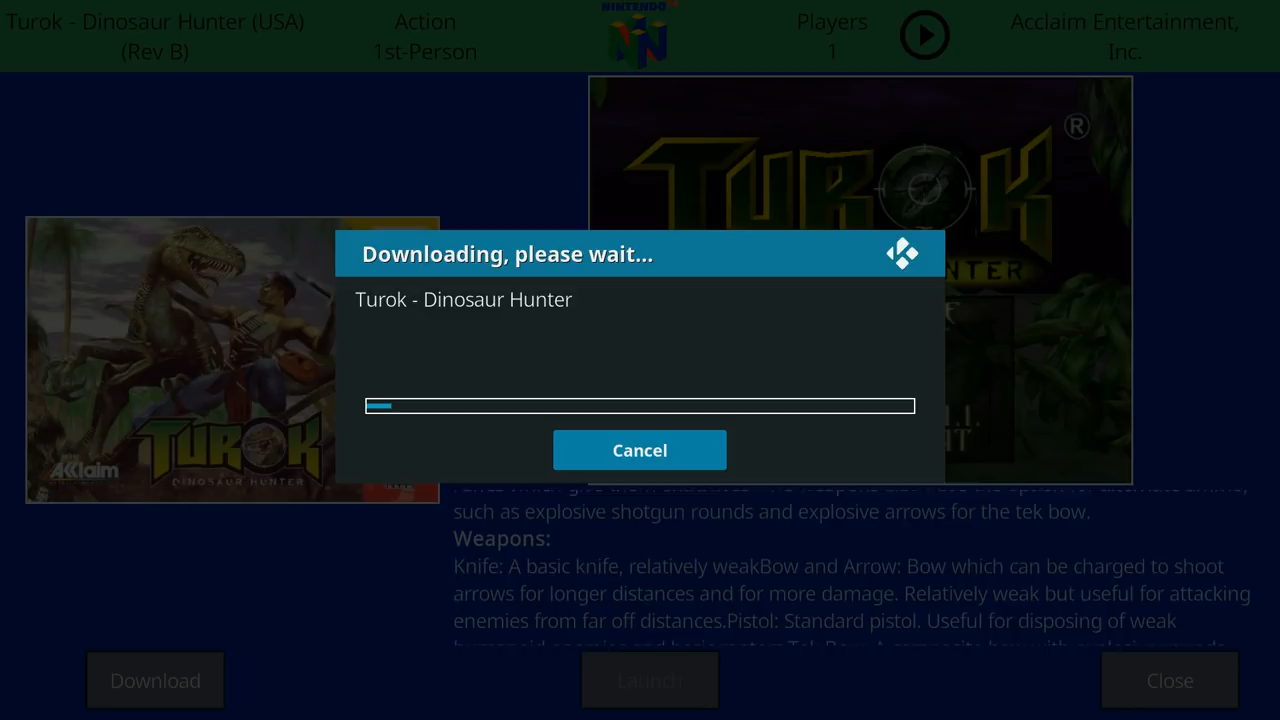 Turok - Dinosaur Hunter (USA)
(Rev B)
Action
1st-Person
NINTENDO
Players
1
Acclaim Entertainment,
Inc.
TUROK
®
NTER
Downloading, please wait...
Turok - Dinosaur Hunter
Cancel
AKKlaim
TUROK
DINOSAUR HUNTER
such as explosive shotgun rounds and explosive arrows for the tek bow.
Weapons:
Knife: A basic knife, relatively weakBow and Arrow: Bow which can be charged to shoot
arrows for longer distances and for more damage. Relatively weak but useful for attacking
enemies from far off distances.Pistol: Standard pistol. Useful for disposing of weak
Download
Launch
Close